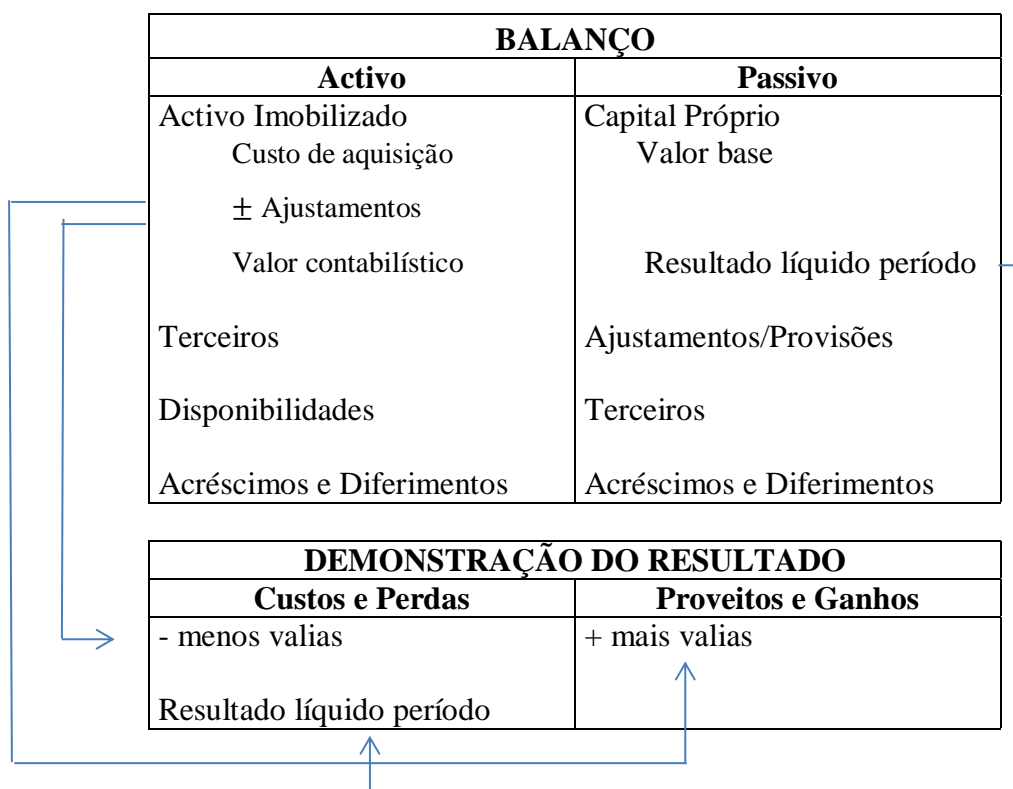 BALANÇO
Activo Passivo
Activo Imobilizado Capital Próprio
Custo de aquisição Valor base
± Ajustamentos
Valor contabilístico Resultado líquido período
Terceiros Ajustamentos/Provisões
Disponibilidades Terceiros
Acréscimos e Diferimentos Acréscimos e Diferimentos
DEMONSTRAÇÃO DO RESULTADO
Custos e Perdas Proveitos e Ganhos
- menos valias + mais valias
Resultado líquido período